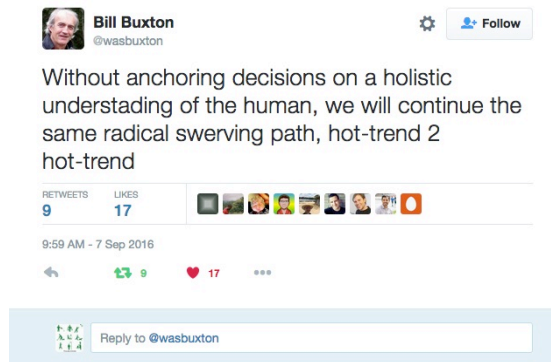 Bill Buxton
@wasbuxton
Follow
Without anchoring decisions on a holistic
understading of the human, we will continue the
same radical swerving path, hot-trend 2
hot-trend
RETWEETS LIKES
9 17
9:59 AM - 7 Sep 2016
9 17
Reply to @wasbuxton